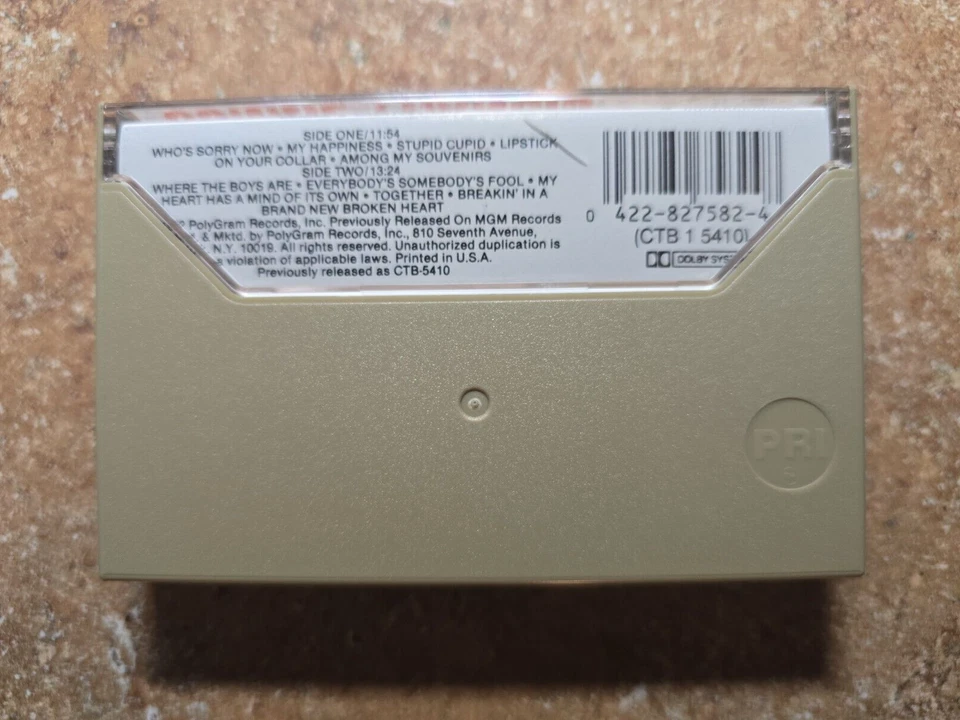 SIDE ONE/11:54
WHO'S SORRY NOW • MY HAPPINESS • STUPID CUPID • LIPSTICK
ON YOUR COLLAR • AMONG MY SOUVENIRS
SIDE TWO/13:24
WHERE THE BOYS ARE • EVERYBODY'S SOMEBODY'S FOOL • MY
HEART HAS A MIND OF ITS OWN • TOGETHER • BREAKIN' IN A
BRAND NEW BROKEN HEART
PolyGram Records, Inc. Previously Released On MGM Records
. & Mktd. by PolyGram Records, Inc., 810 Seventh Avenue,
N.Y. 10019. All rights reserved. Unauthorized duplication is
violation of applicable laws. Printed in U.S.A.
Previously released as CTB-5410
0 422-827582-4
(CTB 1 5410)
DOLBY SYS
PRI